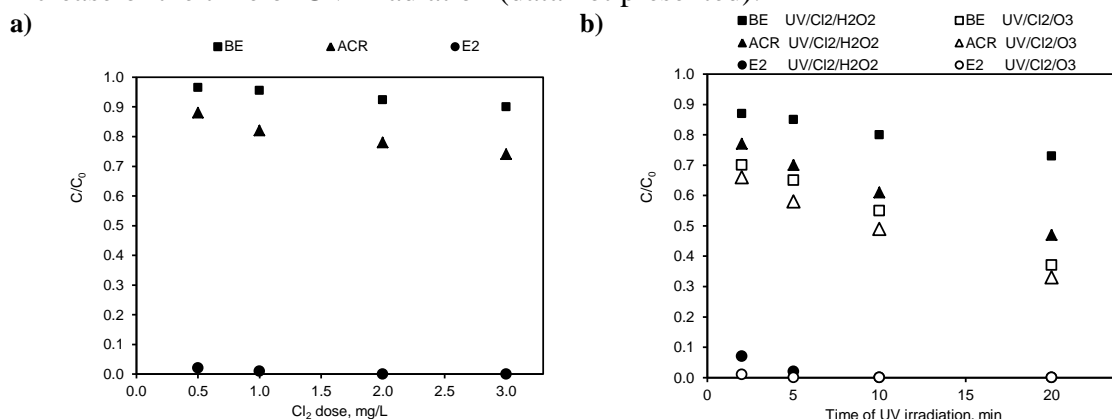 increase of the time of UV irradiation (data not presented).
a)
BE ACR E2
1.0
0.9
0.8
0.7
0.6
0.5
0.4
0.3
0.2
0.1
0.0
C/C0
0.0 0.5 1.0 1.5 2.0 2.5 3.0
Cl2 dose, mg/L
b)
BE UV/Cl2/H2O2 BE UV/Cl2/O3
ACR UV/Cl2/H2O2 ACR UV/Cl2/O3
E2 UV/Cl2/H2O2 E2 UV/Cl2/O3
1.0
0.9
0.8
0.7
0.6
0.5
0.4
0.3
0.2
0.1
0.0
C/C0
0 5 10 15 20
Time of UV irradiation, min